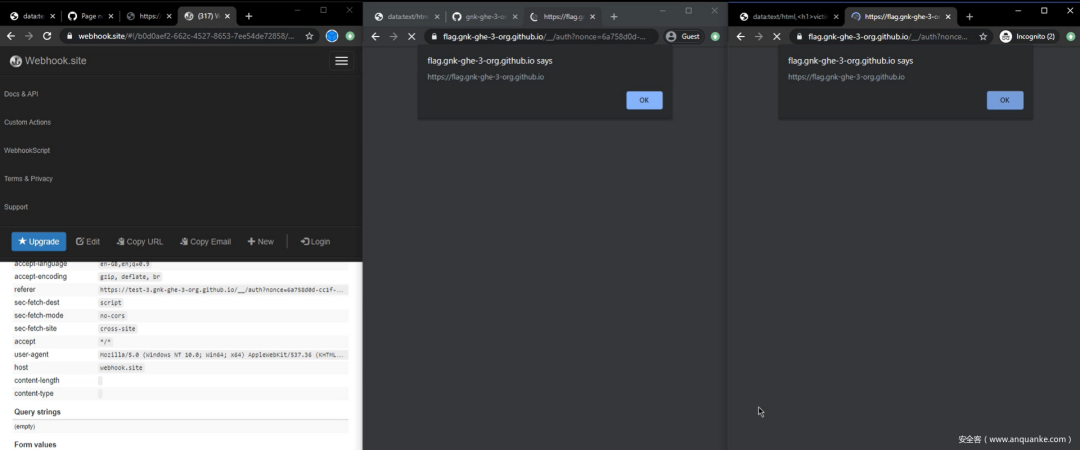 data:te
Page n
https:/
(317) W
webhook.site/#!/b0d0aef2-662c-4527-8653-7ee54de72858/...
Webhook.site
Docs & API
Custom Actions
WebhookScript
Terms & Privacy
Support
Upgrade
Edit
Copy URL
Copy Email
New
Login
accept-language en-GB,en;q=0.9
accept-encoding gzip, deflate, br
referer https://test-3.gnk-ghe-3-org.github.io/__/auth?nonce=6a758d0d-cc1f-...
sec-fetch-dest script
sec-fetch-mode no-cors
sec-fetch-site cross-site
accept */*
user-agent Mozilla/5.0 (Windows NT 10.0; Win64; x64) AppleWebKit/537.36 (KHTML...
host webhook.site
content-length
content-type
Query strings
(empty)
Form values
data:text/htm
gnk-ghe-3-o
https://flag.g
flag.gnk-ghe-3-org.github.io/__/auth?nonce=6a758d0d-...
Guest
flag.gnk-ghe-3-org.github.io says
https://flag.gnk-ghe-3-org.github.io
OK
data:text/html,<h1>victi
https://flag.gnk-ghe-3-o
flag.gnk-ghe-3-org.github.io/__/auth?nonce...
Incognito (2)
flag.gnk-ghe-3-org.github.io says
https://flag.gnk-ghe-3-org.github.io
OK
安全客（www.anquanke.com）